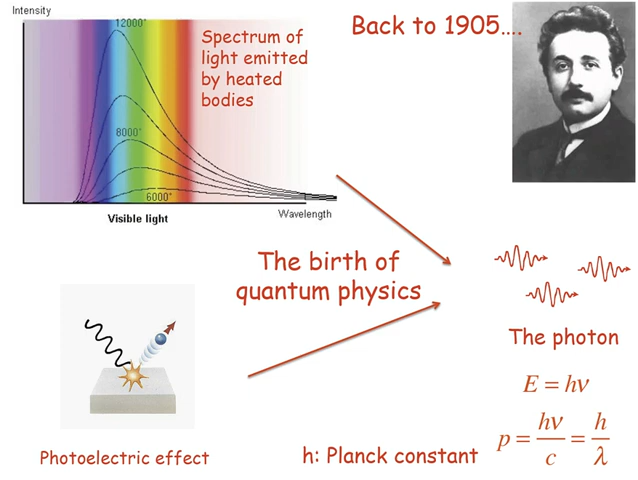 Intensity
12000°
8000°
6000°
Visible light
Wavelength
Spectrum of
light emitted
by heated
bodies
Back to 1905....
The birth of
quantum physics
The photon
E = hν
p = hν/c = h/λ
Photoelectric effect
h: Planck constant